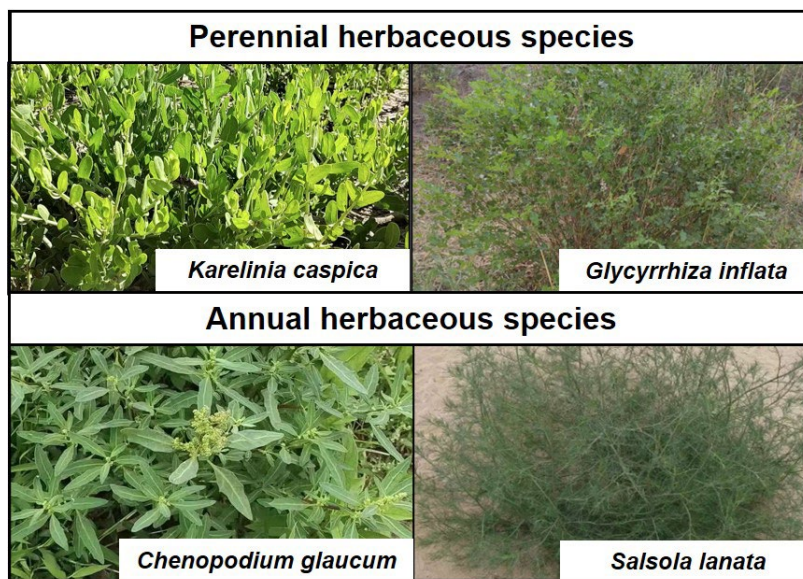 Perennial herbaceous species
Karelinia caspica
Glycyrrhiza inflata
Annual herbaceous species
Chenopodium glaucum
Salsola lanata